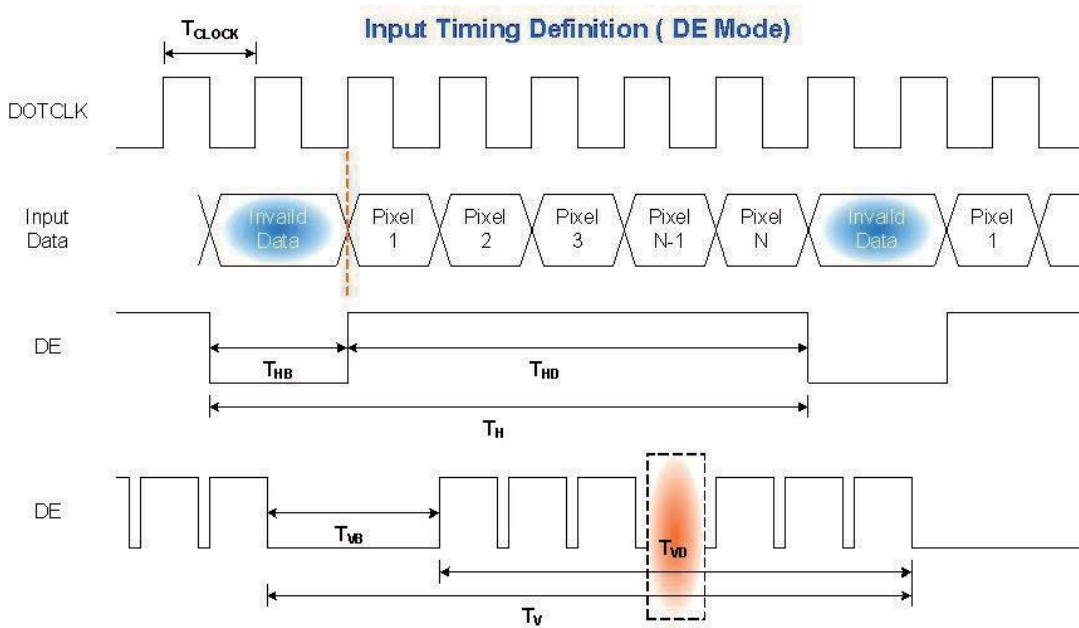 Input Timing Definition ( DE Mode)
TCLOCK
DOTCLK
Input
Data
Invaild
Data
Pixel
1
Pixel
2
Pixel
3
Pixel
N-1
Pixel
N
Invaild
Data
Pixel
1
DE
THB
THD
TH
DE
TVB
TVD
TV